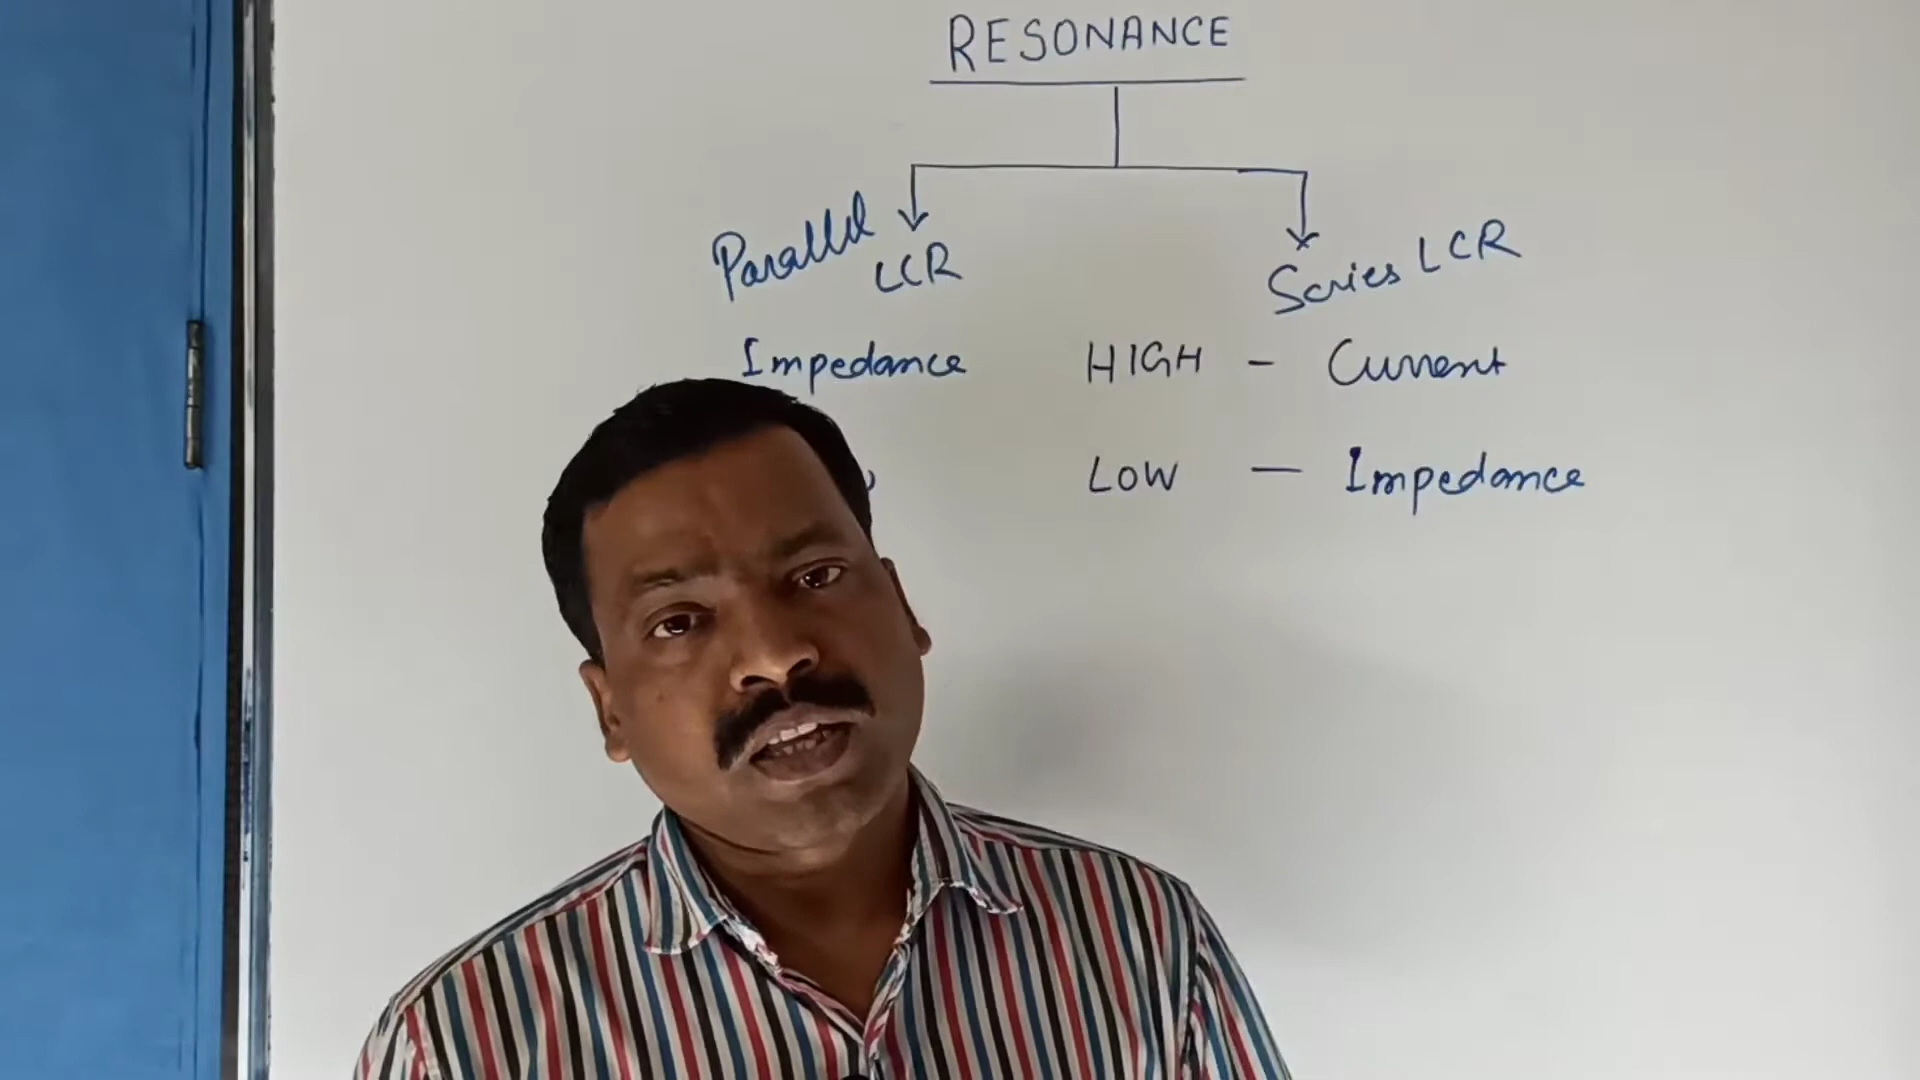 RESONANCE
Parallel LCR
Series LCR
Impedance HIGH - Current
LOW - Impedance